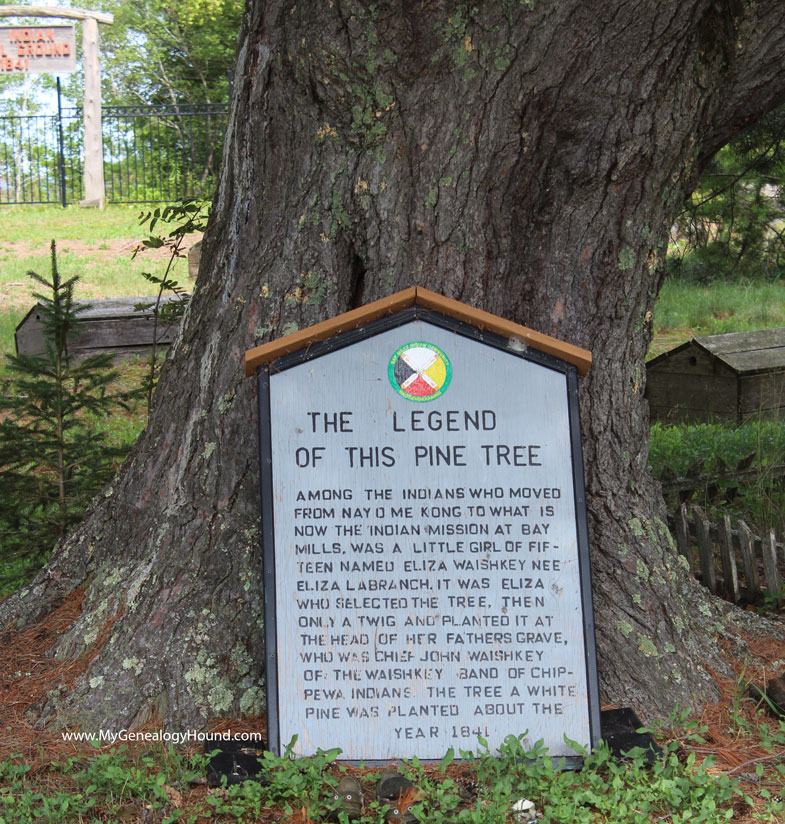 INDIAN
GROUND
1841
THE LEGEND
OF THIS PINE TREE
AMONG THE INDIANS WHO MOVED
FROM NAY O ME KONG TO WHAT IS
NOW THE INDIAN MISSION AT BAY
MILLS, WAS A LITTLE GIRL OF FIF-
TEEN NAMED ELIZA WAISHKEY NEE
ELIZA LABRANCH. IT WAS ELIZA
WHO SELECTED THE TREE, THEN
ONLY A TWIG AND PLANTED IT AT
THE HEAD OF HER FATHERS GRAVE,
WHO WAS CHIEF JOHN WAISHKEY
OF THE WAISHKEY BAND OF CHIP-
PEWA INDIANS THE TREE A WHITE
PINE WAS PLANTED ABOUT THE
YEAR 1841
www.MyGenealogyHound.com